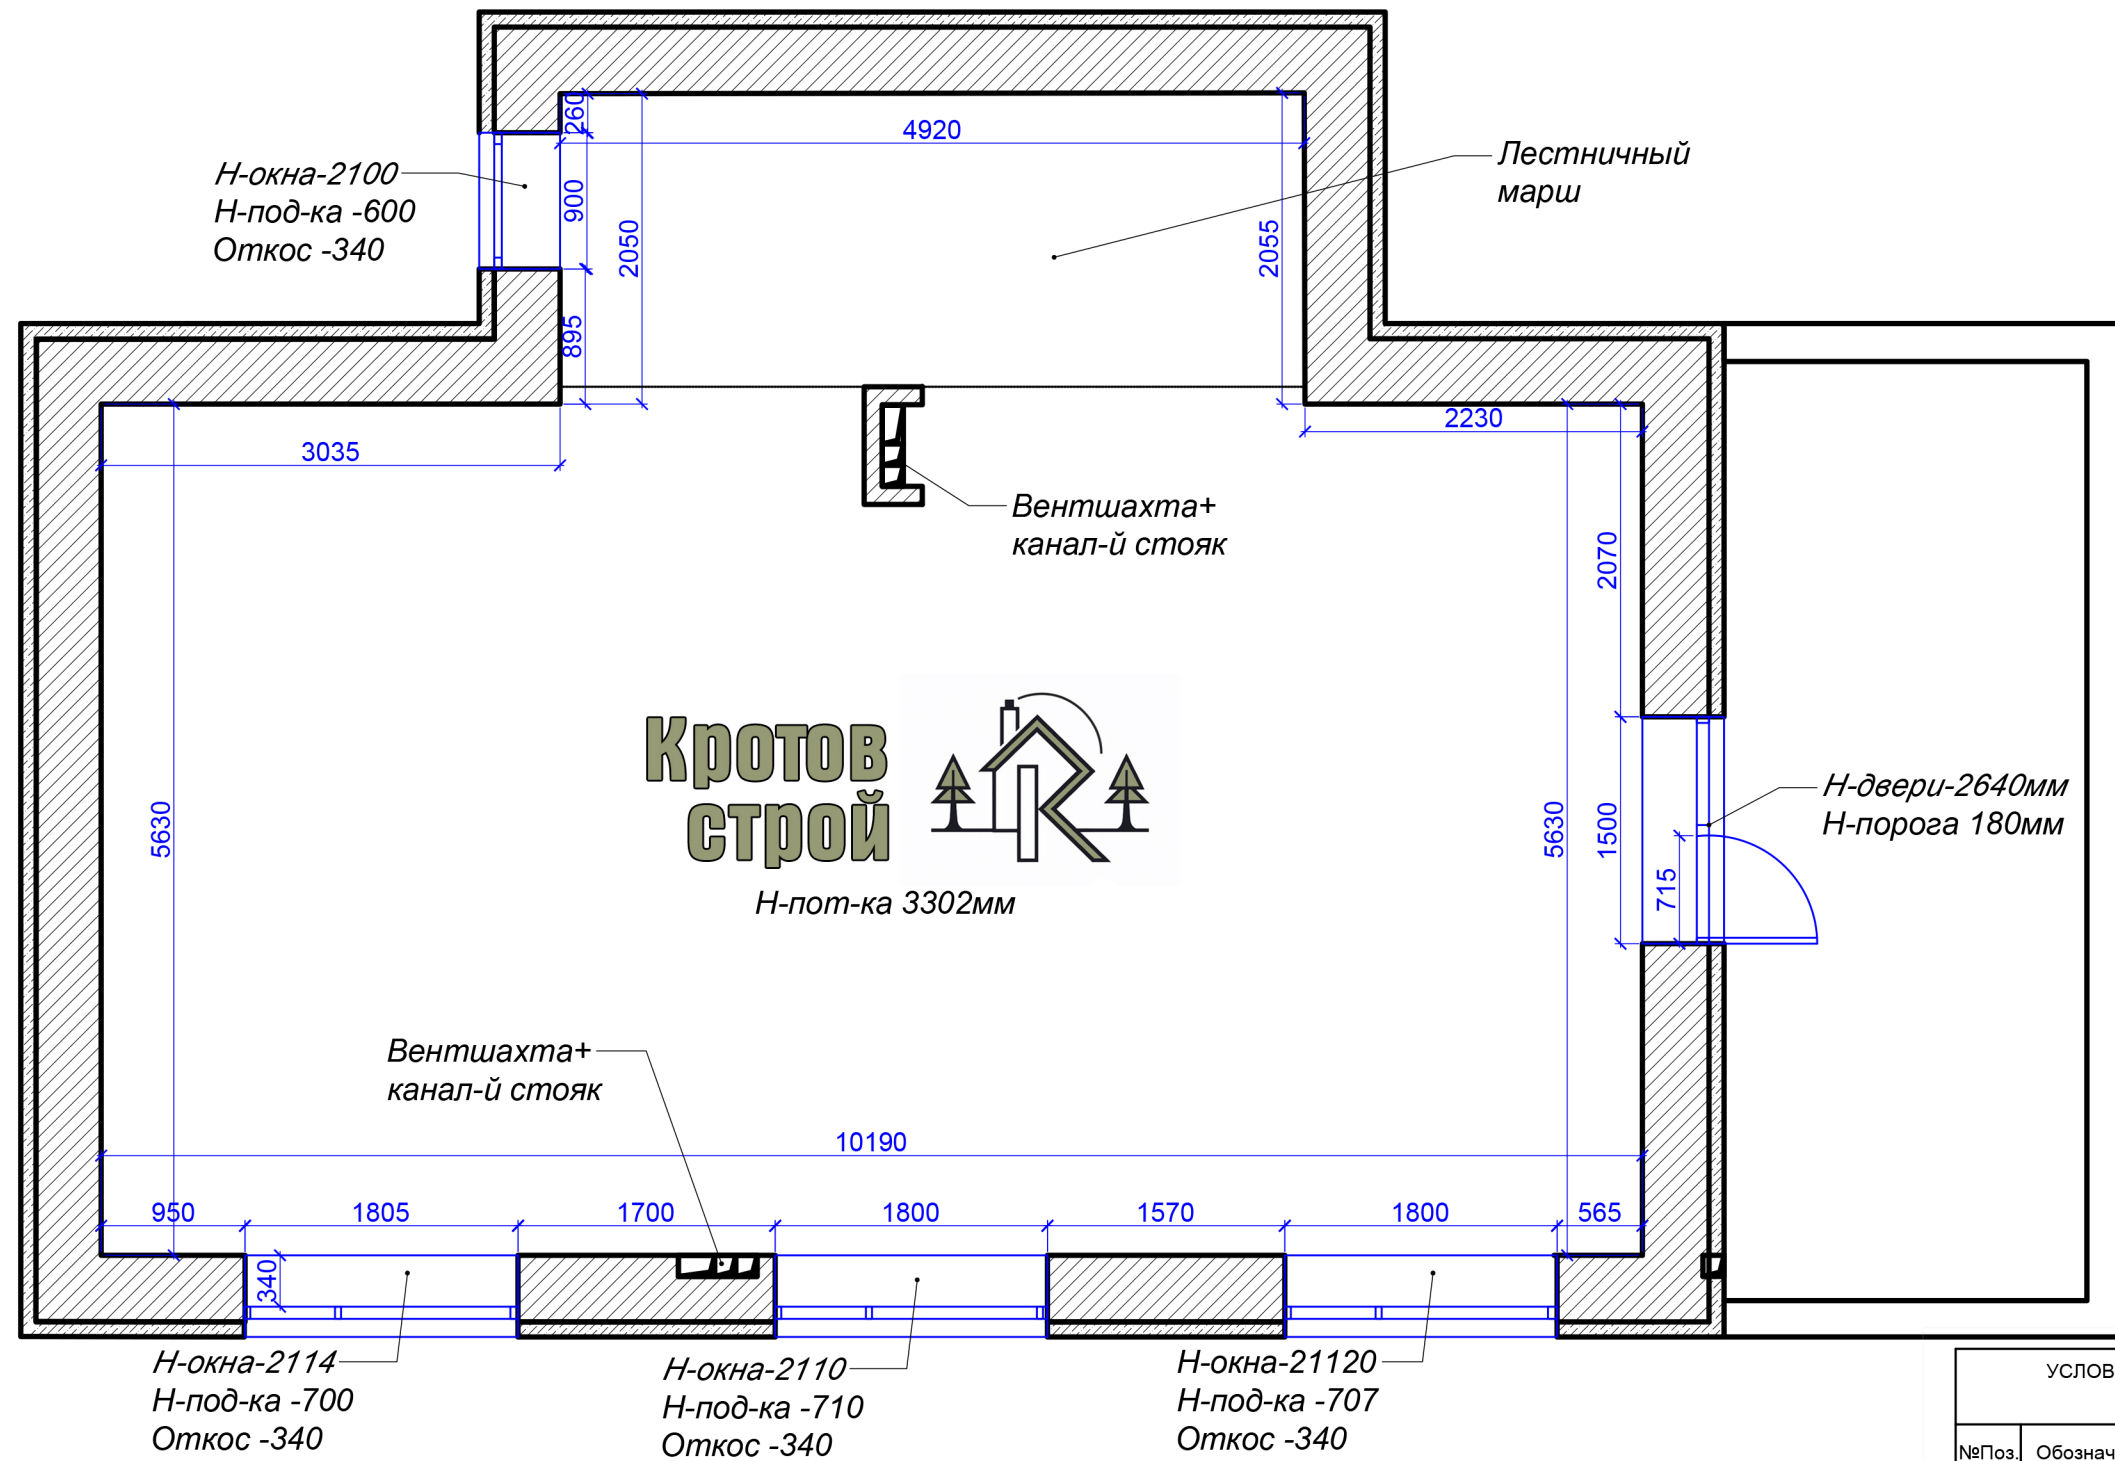 260
4920
Лестничный
марш
Н-окна-2100
Н-под-ка -600
Откос -340
900
2050
2055
895
3035
2230
Вентшахта+
канал-й стояк
2070
Кротов
строй
Н-пот-ка 3302мм
5630
5630
1500
715
Н-двери-2640мм
Н-порога 180мм
Вентшахта+
канал-й стояк
10190
950
1805
1700
1800
1570
1800
565
340
Н-окна-2114
Н-под-ка -700
Откос -340
Н-окна-2110
Н-под-ка -710
Откос -340
Н-окна-21120
Н-под-ка -707
Откос -340
УСЛОВ
№Поз.
Обознач